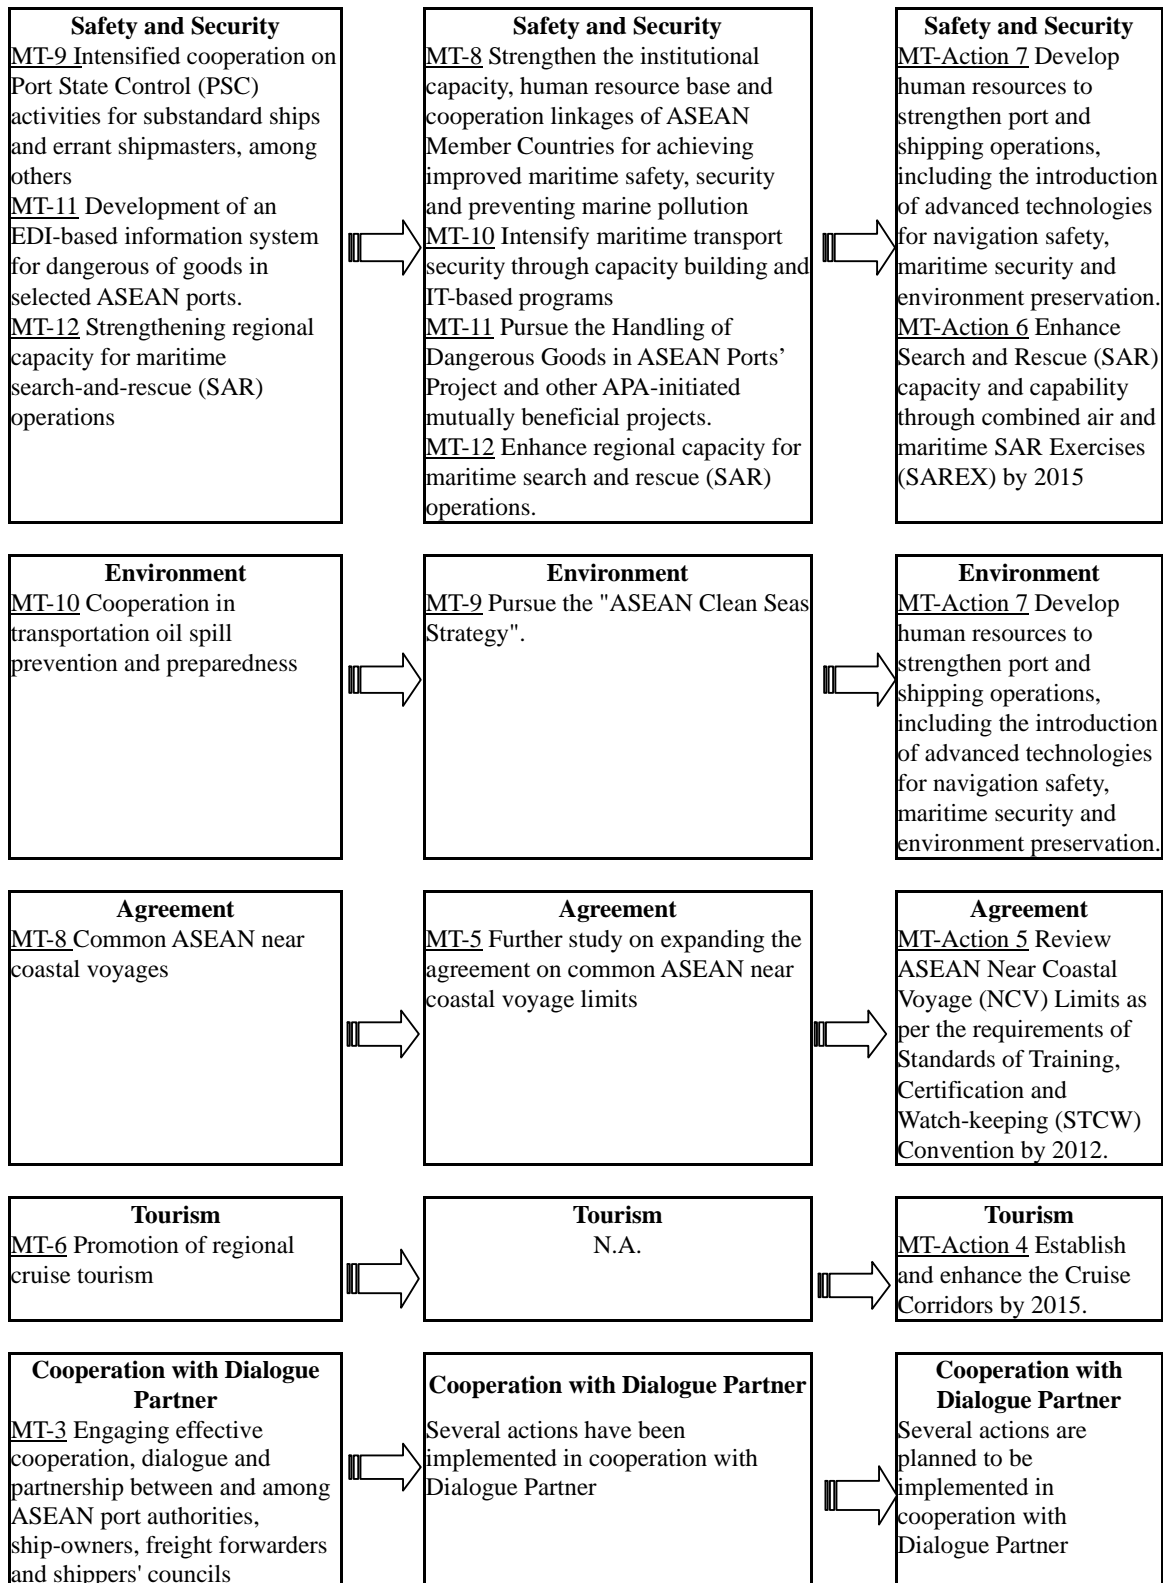 Safety and Security
MT-9 Intensified cooperation on
Port State Control (PSC)
activities for substandard ships
and errant shipmasters, among
others
MT-11 Development of an
EDI-based information system
for dangerous of goods in
selected ASEAN ports.
MT-12 Strengthening regional
capacity for maritime
search-and-rescue (SAR)
operations
Safety and Security
MT-8 Strengthen the institutional
capacity, human resource base and
cooperation linkages of ASEAN
Member Countries for achieving
improved maritime safety, security
and preventing marine pollution
MT-10 Intensify maritime transport
security through capacity building and
IT-based programs
MT-11 Pursue the Handling of
Dangerous Goods in ASEAN Ports’
Project and other APA-initiated
mutually beneficial projects.
MT-12 Enhance regional capacity for
maritime search and rescue (SAR)
operations.
Safety and Security
MT-Action 7 Develop
human resources to
strengthen port and
shipping operations,
including the introduction
of advanced technologies
for navigation safety,
maritime security and
environment preservation.
MT-Action 6 Enhance
Search and Rescue (SAR)
capacity and capability
through combined air and
maritime SAR Exercises
(SAREX) by 2015
Environment
MT-10 Cooperation in
transportation oil spill
prevention and preparedness
Environment
MT-9 Pursue the "ASEAN Clean Seas
Strategy".
Environment
MT-Action 7 Develop
human resources to
strengthen port and
shipping operations,
including the introduction
of advanced technologies
for navigation safety,
maritime security and
environment preservation.
Agreement
MT-8 Common ASEAN near
coastal voyages
Agreement
MT-5 Further study on expanding the
agreement on common ASEAN near
coastal voyage limits
Agreement
MT-Action 5 Review
ASEAN Near Coastal
Voyage (NCV) Limits as
per the requirements of
Standards of Training,
Certification and
Watch-keeping (STCW)
Convention by 2012.
Tourism
MT-6 Promotion of regional
cruise tourism
Tourism
N.A.
Tourism
MT-Action 4 Establish
and enhance the Cruise
Corridors by 2015.
Cooperation with Dialogue
Partner
MT-3 Engaging effective
cooperation, dialogue and
partnership between and among
ASEAN port authorities,
ship-owners, freight forwarders
and shippers' councils
Cooperation with Dialogue Partner
Several actions have been
implemented in cooperation with
Dialogue Partner
Cooperation with
Dialogue Partner
Several actions are
planned to be
implemented in
cooperation with
Dialogue Partner